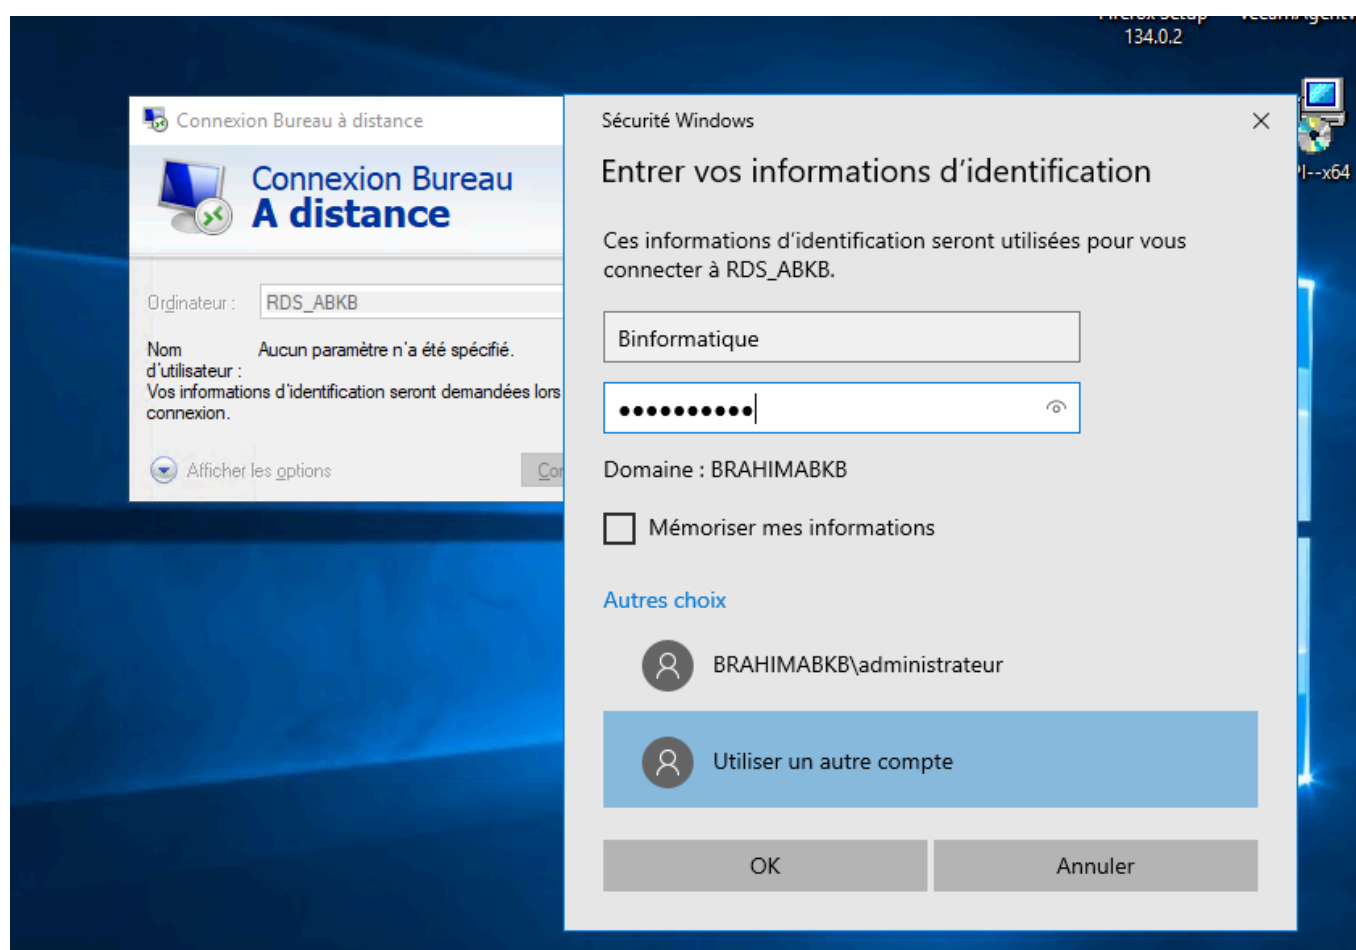 134.0.2
Connexion Bureau à distance
Connexion Bureau
A distance
Ordinateur :
RDS_ABKB
Nom
d'utilisateur :
Aucun paramètre n'a été spécifié.
Vos informations d'identification seront demandées lors
connexion.
Afficher les options
Sécurité Windows
Entrer vos informations d'identification
Ces informations d'identification seront utilisées pour vous
connecter à RDS_ABKB.
Binformatique
Domaine : BRAHIMABKB
Mémoriser mes informations
Autres choix
BRAHIMABKB\administrateur
Utiliser un autre compte
OK
Annuler
--x64